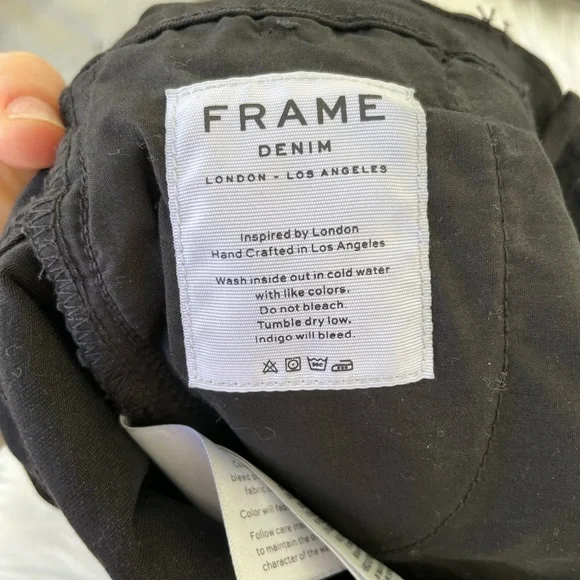 FRAME
DENIM
LONDON - LOS ANGELES
Inspired by London
Hand Crafted in Los Angeles
Wash inside out in cold water
with like colors.
Do not bleach.
Tumble dry low.
Indigo will bleed.
bleed
fabric
Color will
Follow care
to maintain the
character of the